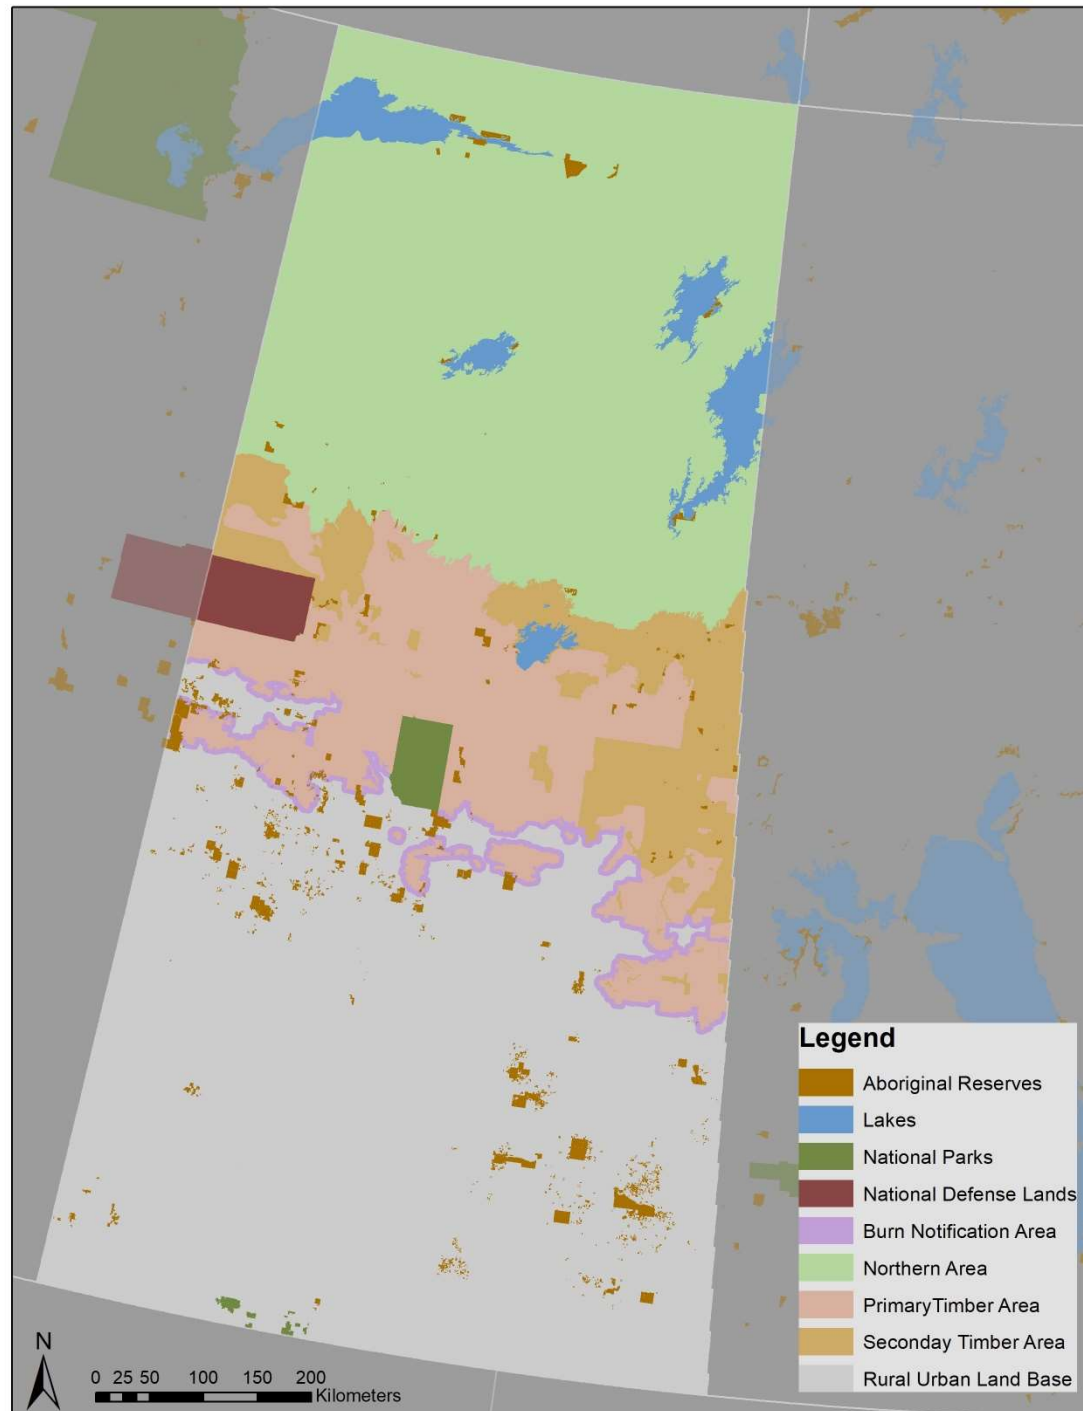 Legend
Aboriginal Reserves
Lakes
National Parks
National Defense Lands
Burn Notification Area
Northern Area
PrimaryTimber Area
Seconday Timber Area
Rural Urban Land Base
N
0 25 50 100 150 200
Kilometers